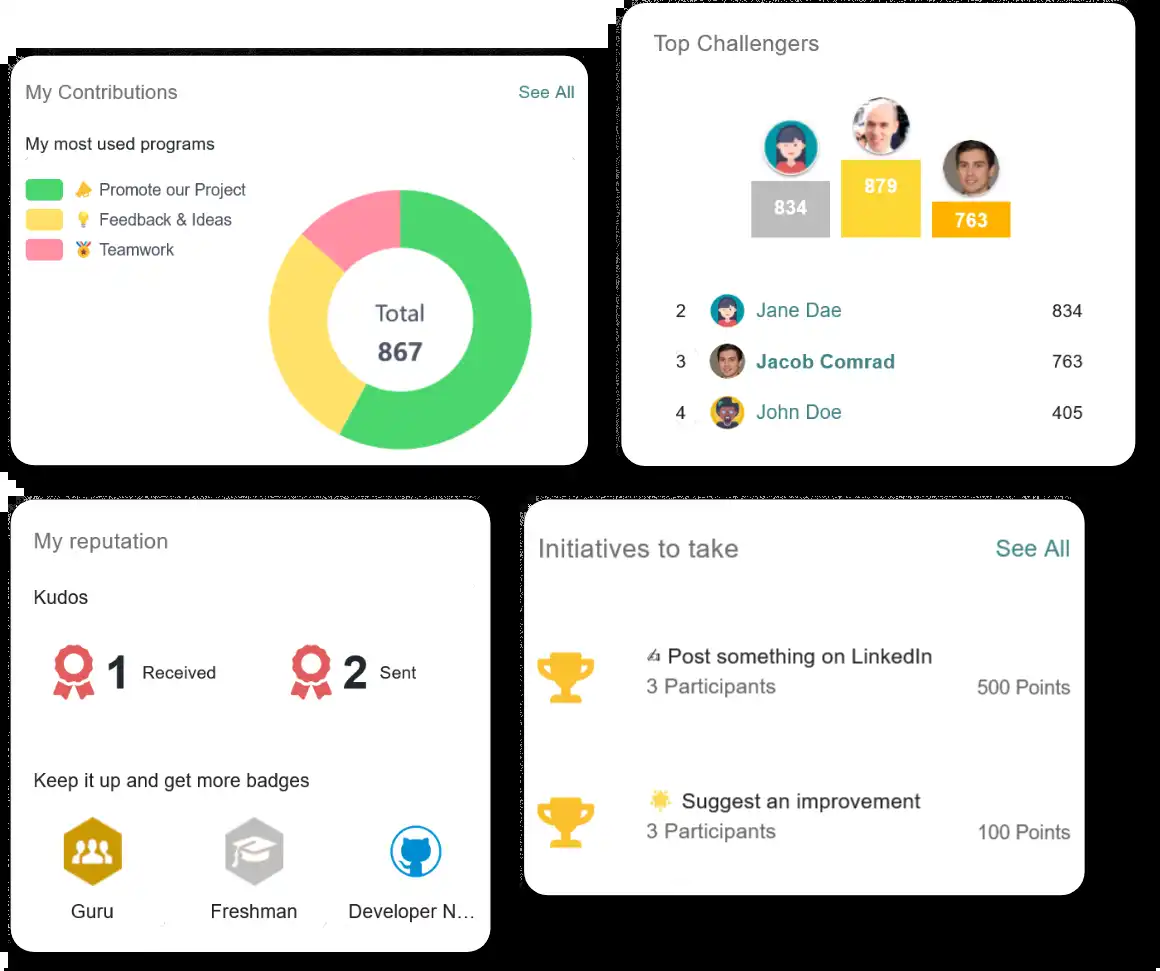 My Contributions See All
My most used programs
Promote our Project
Feedback & Ideas
Teamwork
Total
867
Top Challengers
834 879 763
2 Jane Dae 834
3 Jacob Comrad 763
4 John Doe 405
My reputation
Kudos
1 Received 2 Sent
Keep it up and get more badges
Guru Freshman Developer N...
Initiatives to take See All
✍ Post something on LinkedIn
3 Participants 500 Points
Suggest an improvement
3 Participants 100 Points